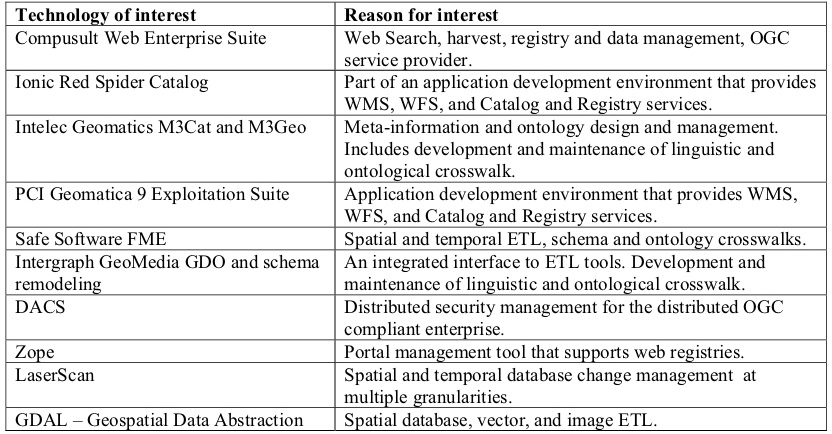 Technology of interest Reason for interest
Compusult Web Enterprise Suite Web Search, harvest, registry and data management, OGC
service provider.
Ionic Red Spider Catalog Part of an application development environment that provides
WMS, WFS, and Catalog and Registry services.
Intelec Geomatics M3Cat and M3Geo Meta-information and ontology design and management.
Includes development and maintenance of linguistic and
ontological crosswalk.
PCI Geomatica 9 Exploitation Suite Application development environment that provides WMS,
WFS, and Catalog and Registry services.
Safe Software FME Spatial and temporal ETL, schema and ontology crosswalks.
Intergraph GeoMedia GDO and schema An integrated interface to ETL tools. Development and
remodeling maintenance of linguistic and ontological crosswalk.
DACS Distributed security management for the distributed OGC
compliant enterprise.
Zope Portal management tool that supports web registries.
LaserScan Spatial and temporal database change management at
multiple granularities.
GDAL – Geospatial Data Abstraction Spatial database, vector, and image ETL.